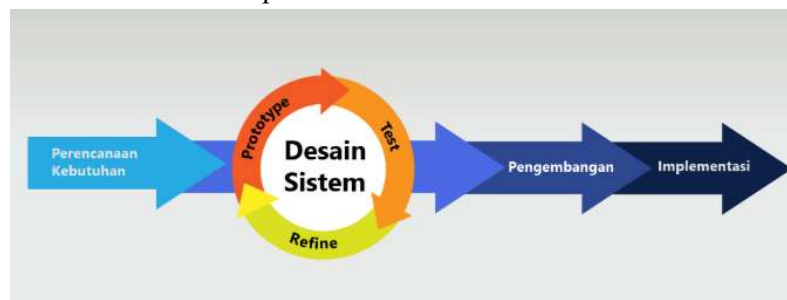 Perencanaan
Kebutuhan
Prototype
Test
Desain
Sistem
Refine
Pengembangan
Implementasi